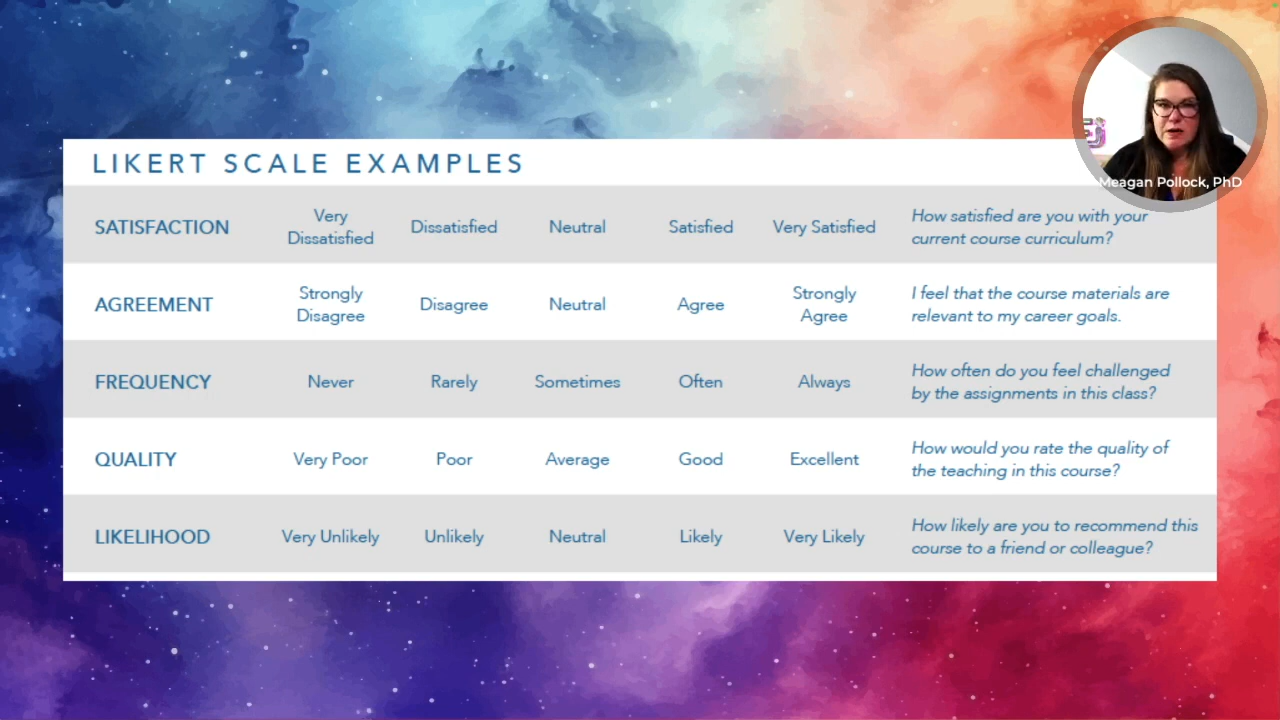 Meagan Pollock, PhD
LIKERT SCALE EXAMPLES
SATISFACTION
Very
Dissatisfied
Dissatisfied
Neutral
Satisfied
Very Satisfied
How satisfied are you with your
current course curriculum?
AGREEMENT
Strongly
Disagree
Disagree
Neutral
Agree
Strongly
Agree
I feel that the course materials are
relevant to my career goals.
FREQUENCY
Never
Rarely
Sometimes
Often
Always
How often do you feel challenged
by the assignments in this class?
QUALITY
Very Poor
Poor
Average
Good
Excellent
How would you rate the quality of
the teaching in this course?
LIKELIHOOD
Very Unlikely
Unlikely
Neutral
Likely
Very Likely
How likely are you to recommend this
course to a friend or colleague?